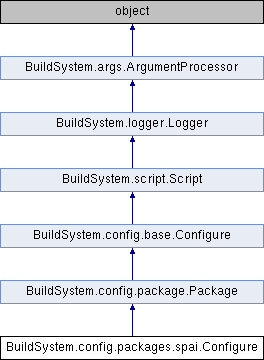 object
BuildSystem.args.ArgumentProcessor
BuildSystem.logger.Logger
BuildSystem.script.Script
BuildSystem.config.base.Configure
BuildSystem.config.package.Package
BuildSystem.config.packages.spai.Configure